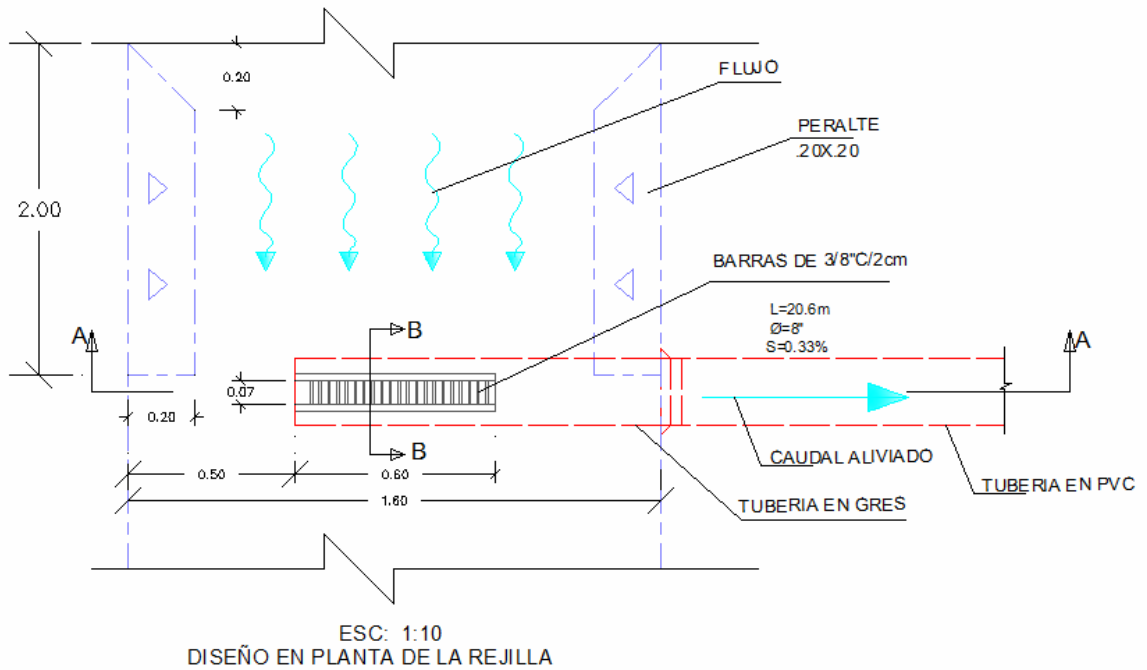 FLUJO
0.20
PERALTE
.20X.20
2.00
BARRAS DE 3/8"C/2cm
L=20.6m
Ø=8"
S=0.33%
A
B
A
0.07
0.20
B
0.50
0.60
CAUDAL ALIVIADO
TUBERIA EN PVC
1.60
TUBERIA EN GRES
ESC: 1:10
DISEÑO EN PLANTA DE LA REJILLA